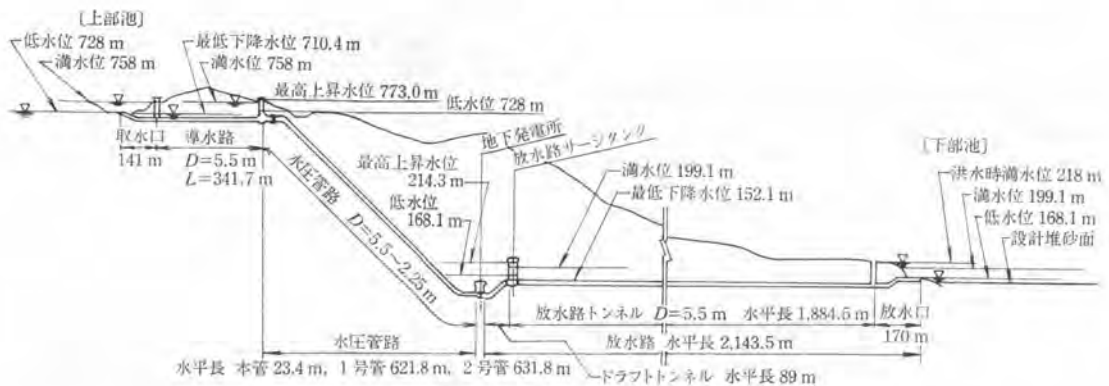 〔上部池〕
低水位 728 m
満水位 758 m
最低下降水位 710.4 m
満水位 758 m
最高上昇水位 773.0 m
低水位 728 m
取水口
141 m
導水路
D=5.5 m
L=341.7 m
水圧管路 D=5.5～2.25 m
地下発電所
放水路サージタンク
最高上昇水位
214.3 m
低水位
168.1 m
満水位 199.1 m
最低下降水位 152.1 m
〔下部池〕
洪水時満水位 218 m
満水位 199.1 m
低水位 168.1 m
設計堆砂面
放水路トンネル D=5.5 m 水平長 1,884.5 m
放水口
170 m
水圧管路
水平長 本管 23.4 m, 1号管 621.8 m, 2号管 631.8 m
放水路 水平長 2,143.5 m
ドラフトトンネル 水平長 89 m